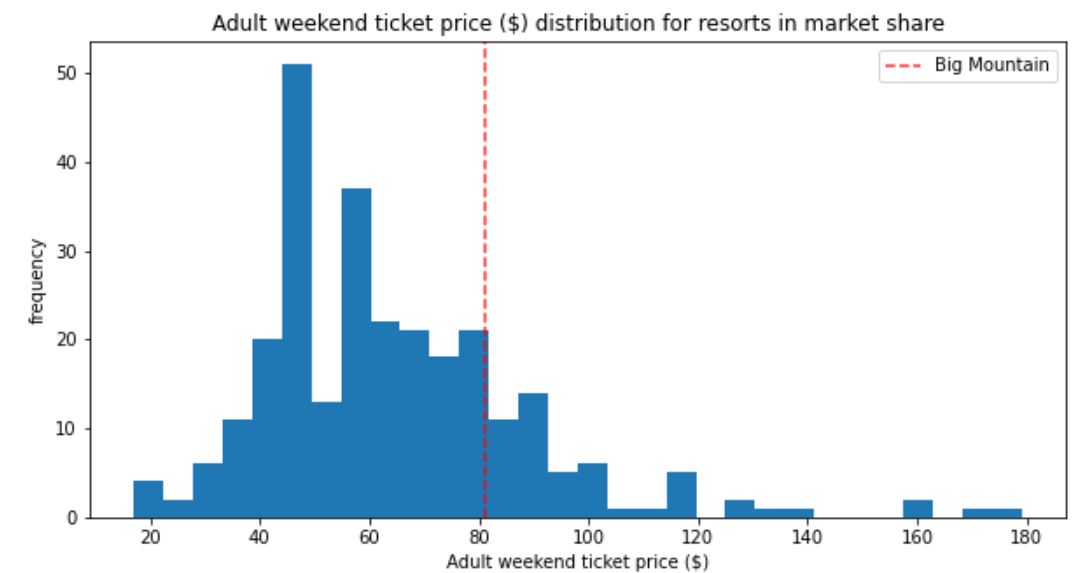 Adult weekend ticket price ($) distribution for resorts in market share
Big Mountain
50
40
30
20
10
0
frequency
20 40 60 80 100 120 140 160 180
Adult weekend ticket price ($)